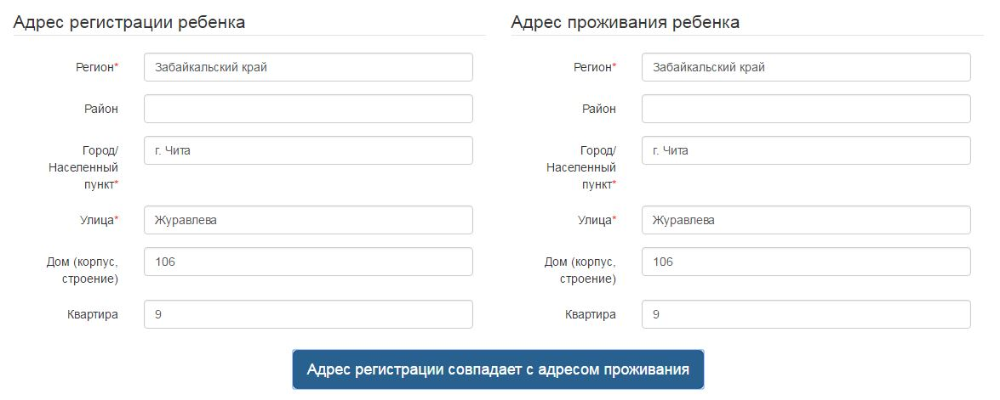 Адрес регистрации ребенка
Регион*
Забайкальский край
Район
Город/
Населенный
пункт*
г. Чита
Улица*
Журавлева
Дом (корпус,
строение)
106
Квартира
9
Адрес проживания ребенка
Регион*
Забайкальский край
Район
Город/
Населенный
пункт*
г. Чита
Улица*
Журавлева
Дом (корпус,
строение)
106
Квартира
9
Адрес регистрации совпадает с адресом проживания